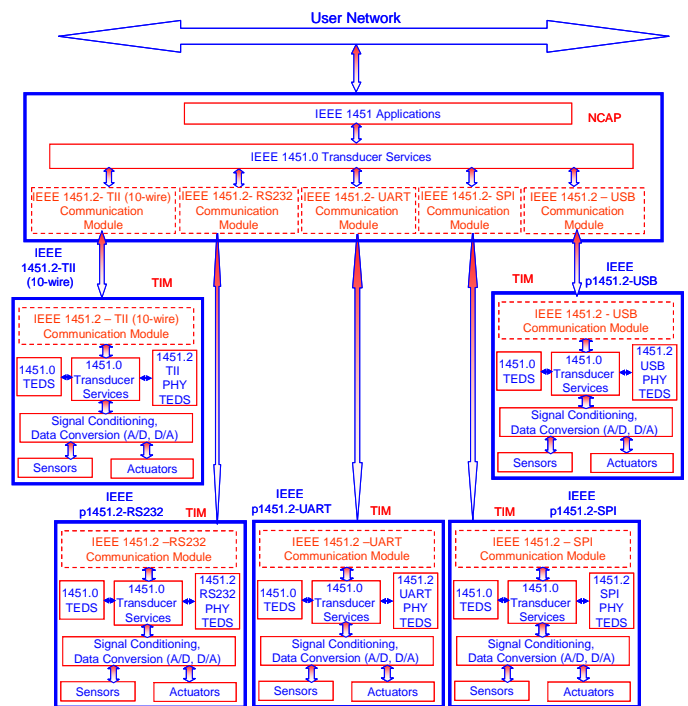 User Network
IEEE 1451 Applications
NCAP
IEEE 1451.0 Transducer Services
IEEE 1451.2- TII (10-wire)
Communication
Module
IEEE 1451.2- RS232
Communication
Module
IEEE 1451.2- UART
Communication
Module
IEEE 1451.2- SPI
Communication
Module
IEEE 1451.2 – USB
Communication
Module
IEEE
1451.2-TII
(10-wire)
TIM
IEEE 1451.2 – TII (10-wire)
Communication Module
1451.0
TEDS
1451.0
Transducer
Services
1451.2
TII
PHY
TEDS
Signal Conditioning,
Data Conversion (A/D, D/A)
Sensors
Actuators
TIM
IEEE
p1451.2-USB
IEEE 1451.2 - USB
Communication Module
1451.0
TEDS
1451.0
Transducer
Services
1451.2
USB
PHY
TEDS
Signal Conditioning,
Data Conversion (A/D, D/A)
Sensors
Actuators
IEEE
p1451.2-RS232
TIM
IEEE 1451.2 –RS232
Communication Module
1451.0
TEDS
1451.0
Transducer
Services
1451.2
RS232
PHY
TEDS
Signal Conditioning,
Data Conversion (A/D, D/A)
Sensors
Actuators
IEEE
p1451.2-UART
TIM
IEEE 1451.2 –UART
Communication Module
1451.0
TEDS
1451.0
Transducer
Services
1451.2
UART
PHY
TEDS
Signal Conditioning,
Data Conversion (A/D, D/A)
Sensors
Actuators
TIM
IEEE
p1451.2-SPI
IEEE 1451.2 – SPI
Communication Module
1451.0
TEDS
1451.0
Transducer
Services
1451.2
SPI
PHY
TEDS
Signal Conditioning,
Data Conversion (A/D, D/A)
Sensors
Actuators